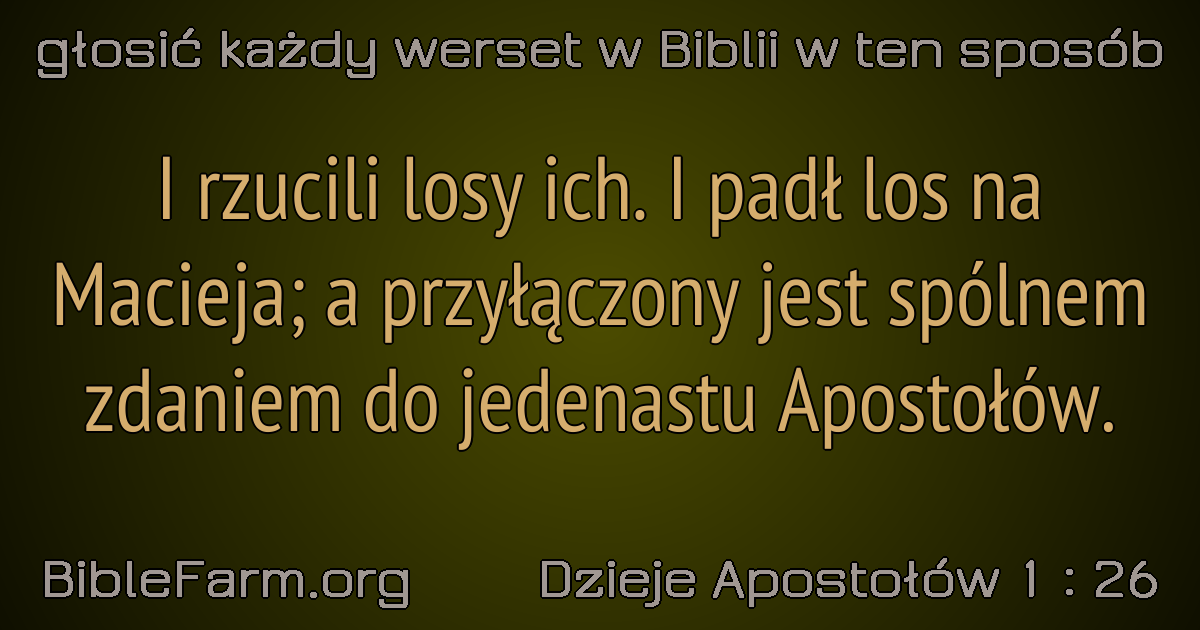 głosić każdy werset w Biblii w ten sposób
I rzucili losy ich. I padł los na
Macieja; a przyłączony jest spólnem
zdaniem do jedenastu Apostołów.
BibleFarm.org
Dzieje Apostołów 1 : 26